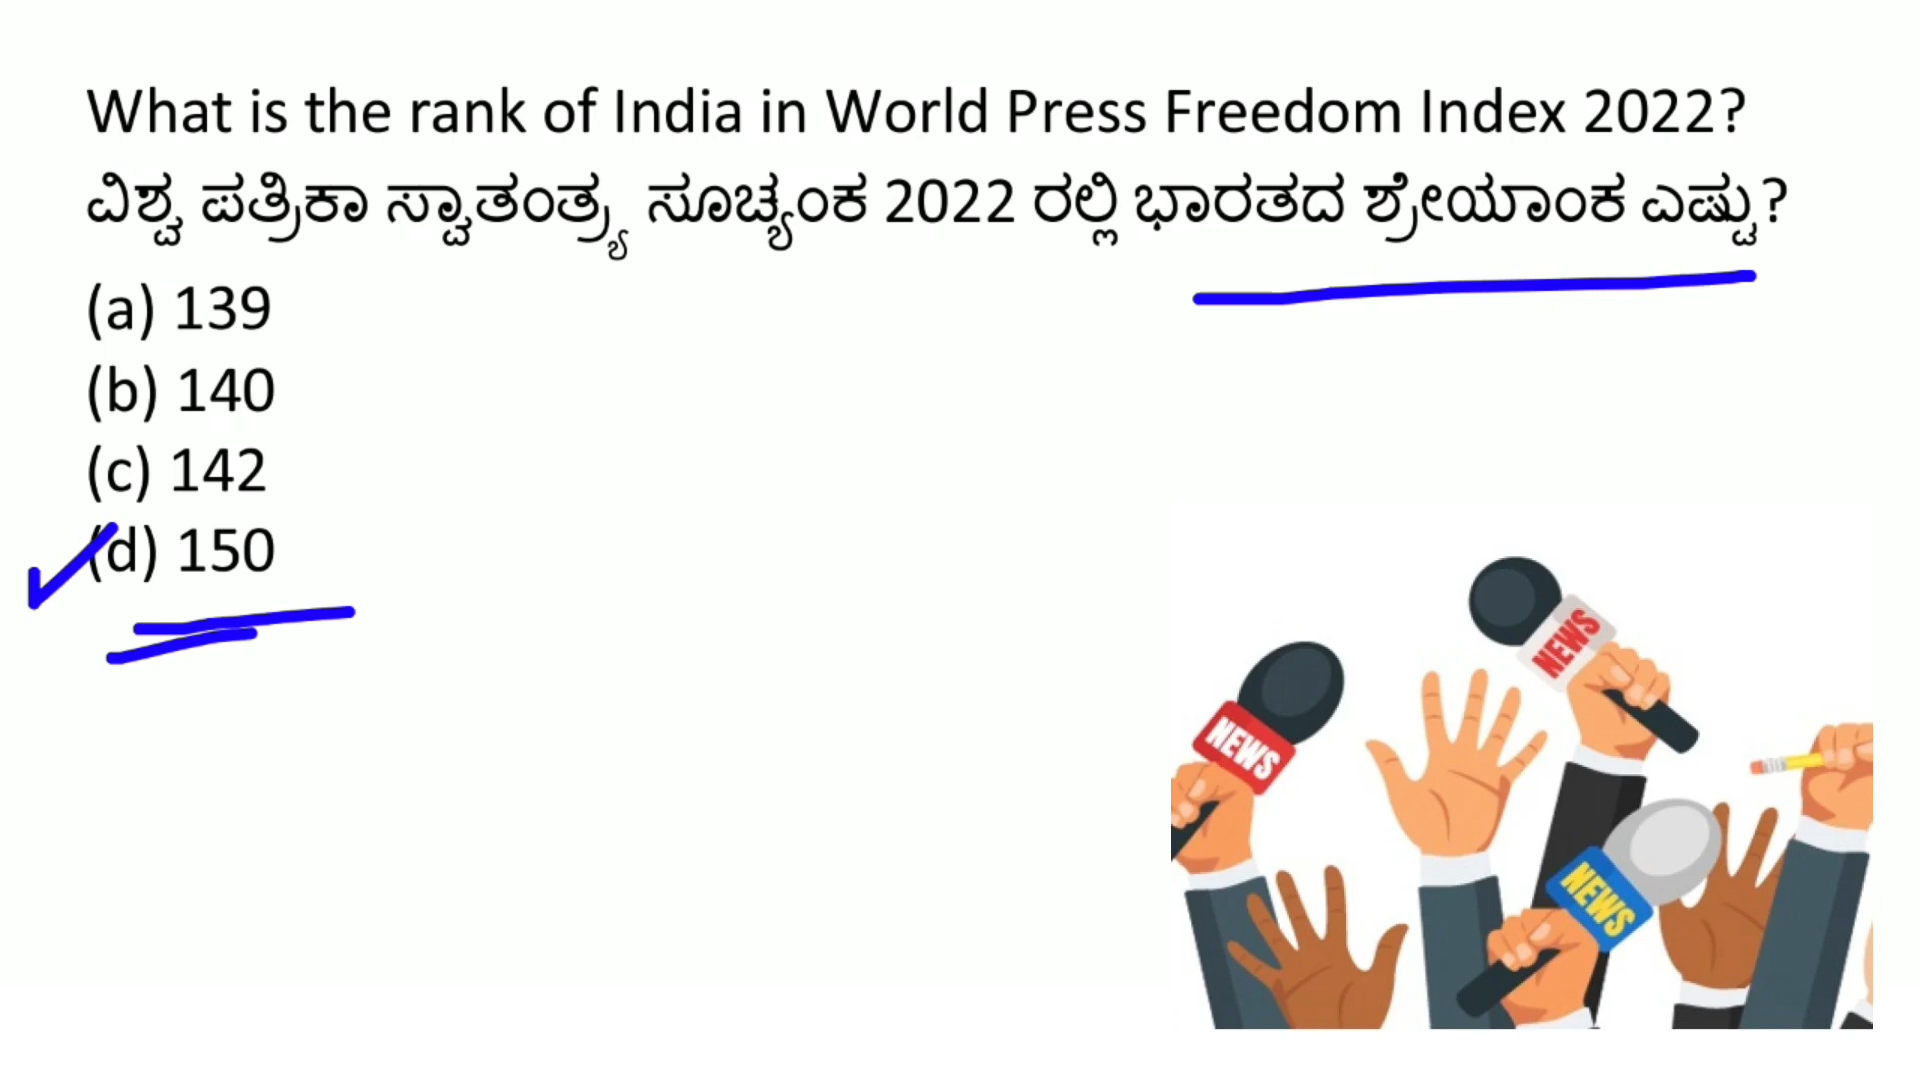 What is the rank of India in World Press Freedom Index 2022?
ವಿಶ್ವ ಪತ್ರಿಕಾ ಸ್ವಾತಂತ್ರ್ಯ ಸೂಚ್ಯಂಕ 2022 ರಲ್ಲಿ ಭಾರತದ ಶ್ರೇಯಾಂಕ ಎಷ್ಟು?
(a) 139
(b) 140
(c) 142
(d) 150
NEWS
NEWS
NEWS